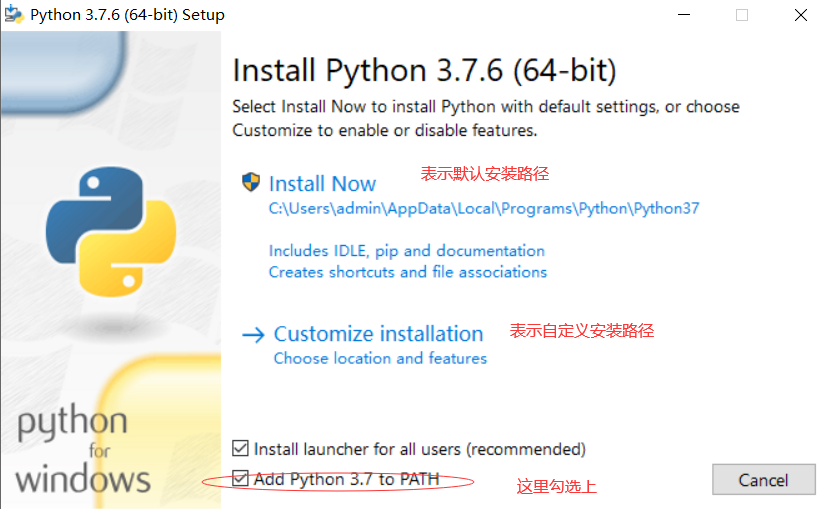 Python 3.7.6 (64-bit) Setup
Install Python 3.7.6 (64-bit)
Select Install Now to install Python with default settings, or choose
Customize to enable or disable features.
Install Now 表示默认安装路径
C:\Users\admin\AppData\Local\Programs\Python\Python37
Includes IDLE, pip and documentation
Creates shortcuts and file associations
Customize installation 表示自定义安装路径
Choose location and features
python
for
windows
Install launcher for all users (recommended)
Add Python 3.7 to PATH 这里勾选上
Cancel